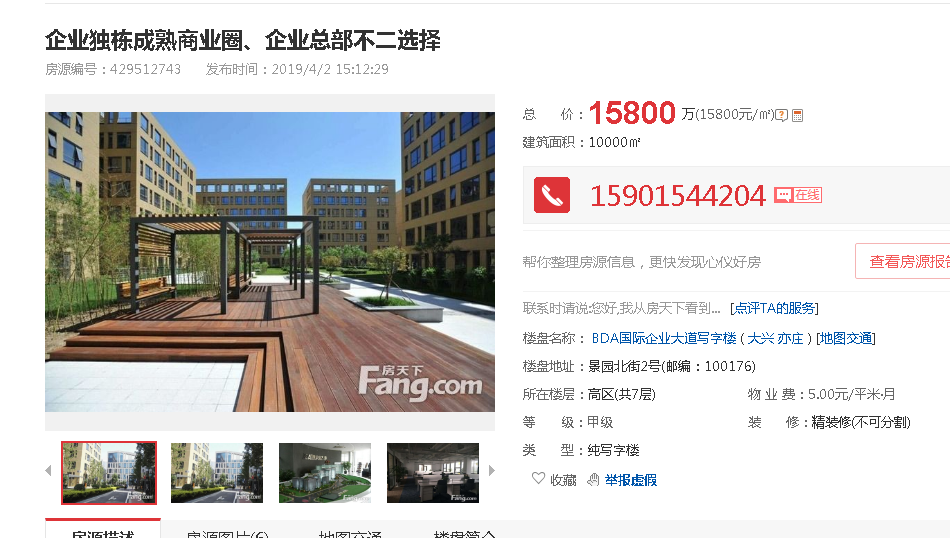 企业独栋成熟商业圈、企业总部不二选择
房源编号：429512743 发布时间：2019/4/2 15:12:29
总 价：15800 万(15800元/㎡)
建筑面积：10000㎡
15901544204 在线
帮你整理房源信息，更快发现心仪好房 查看房源报告
联系时请说:您好,我从房天下看到... [点评TA的服务]
楼盘名称： BDA国际企业大道写字楼 ( 大兴 亦庄 ) [地图交通]
楼盘地址：景园北街2号(邮编：100176)
所在楼层：高区(共7层) 物 业 费：5.00元/平米·月
等 级：甲级 装 修：精装修(不可分割)
类 型：纯写字楼
收藏 举报虚假
房天下
Fang.com
房源描述 房源图片(6) 地图交通 楼盘简介